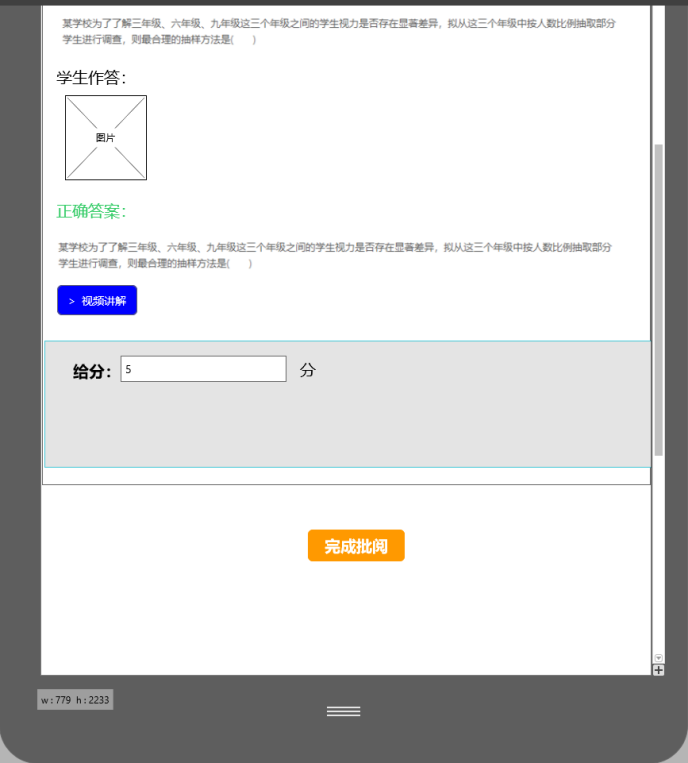 某学校为了了解三年级、六年级、九年级这三个年级之间的学生视力是否存在显著差异，拟从这三个年级中按人数比例抽取部分
学生进行调查，则最合理的抽样方法是(　　)
学生作答：
图片
正确答案：
某学校为了了解三年级、六年级、九年级这三个年级之间的学生视力是否存在显著差异，拟从这三个年级中按人数比例抽取部分
学生进行调查，则最合理的抽样方法是(　　)
> 视频讲解
给分： 5 分
完成批阅
w : 779 h : 2233